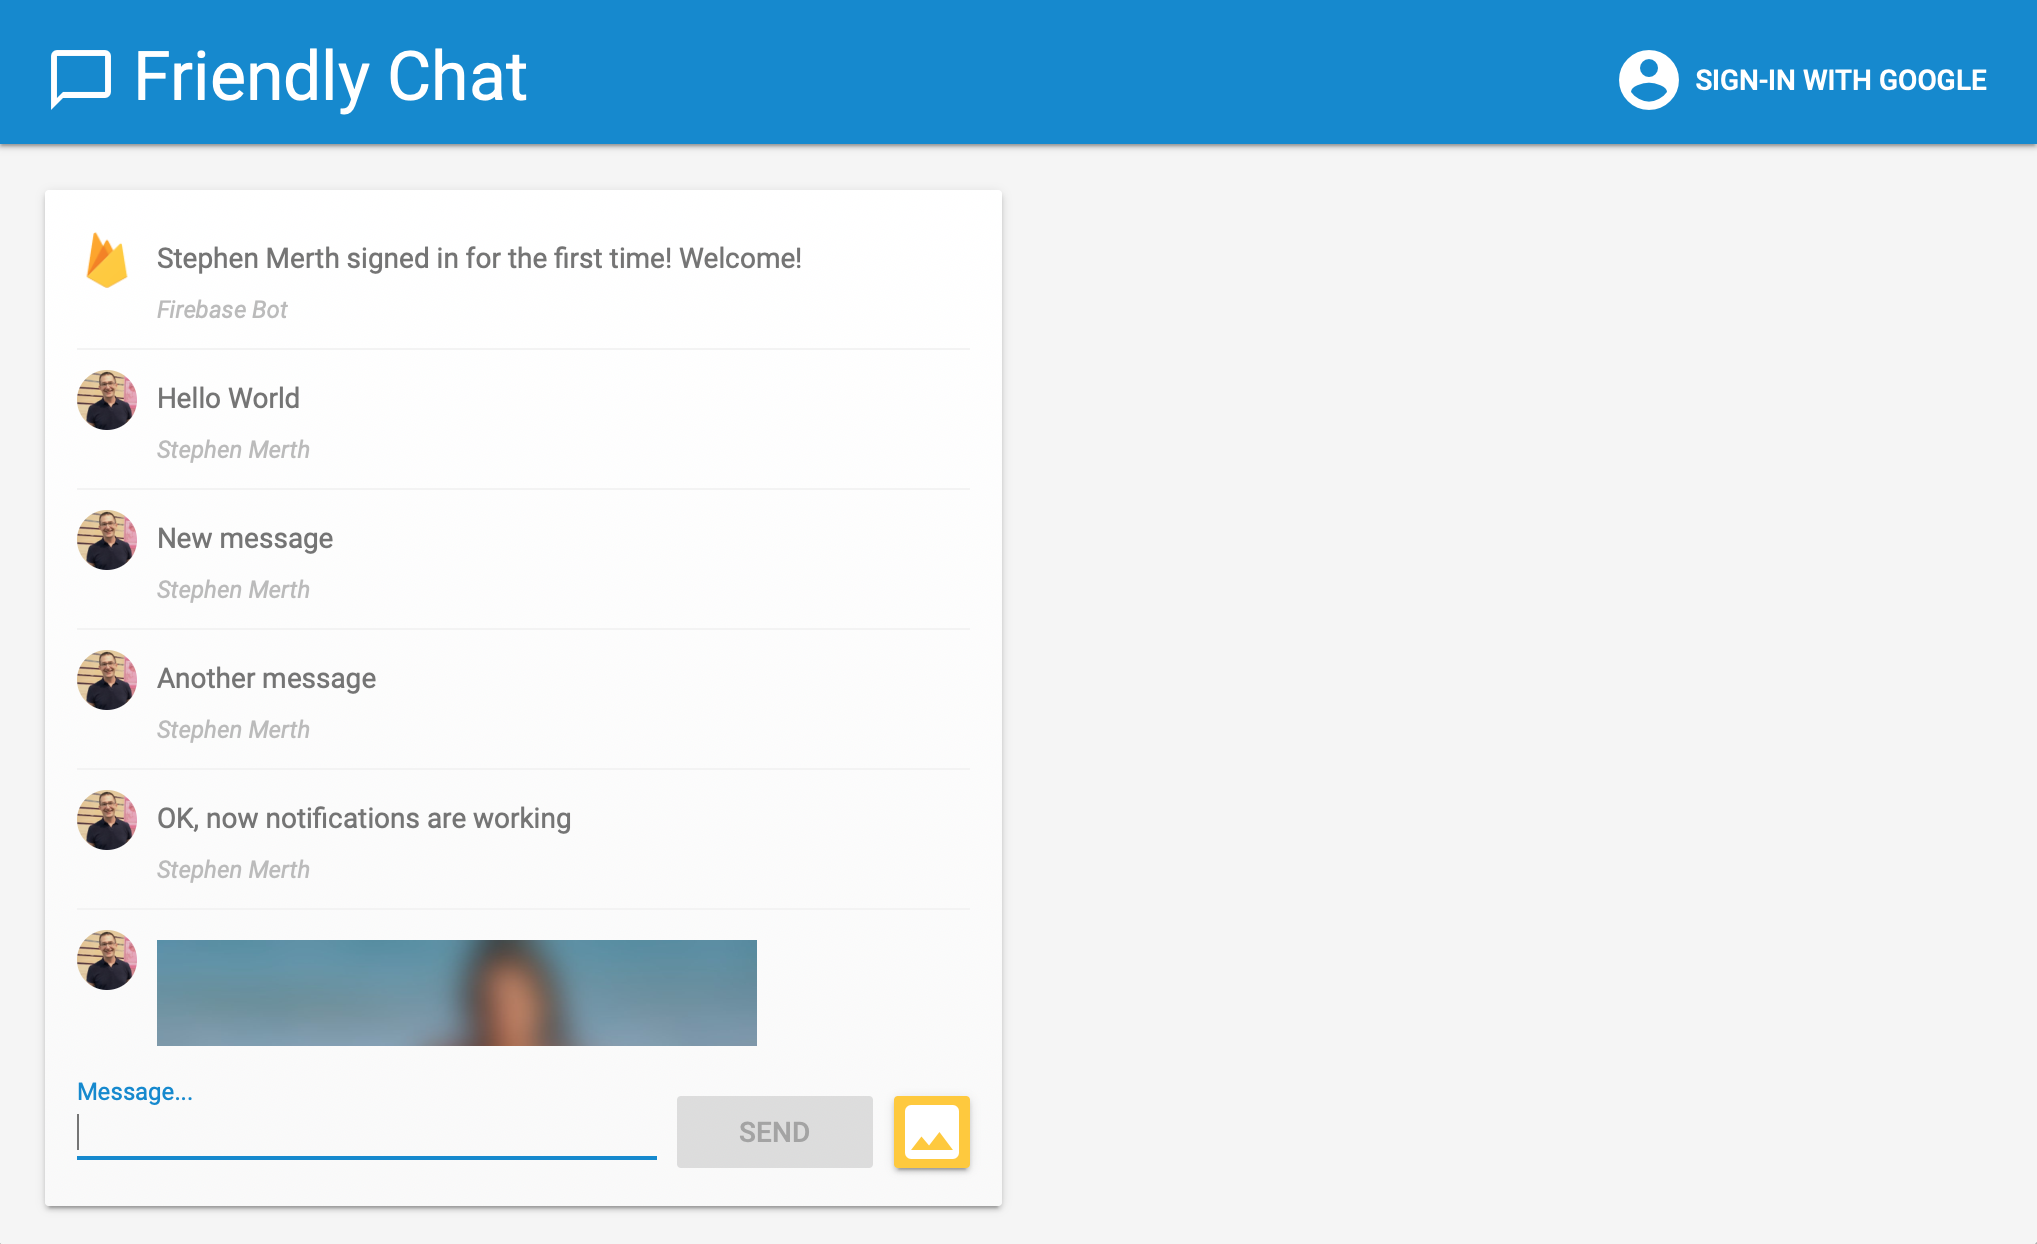 Friendly Chat
SIGN-IN WITH GOOGLE
Stephen Merth signed in for the first time! Welcome!
Firebase Bot
Hello World
Stephen Merth
New message
Stephen Merth
Another message
Stephen Merth
OK, now notifications are working
Stephen Merth
Message...
SEND